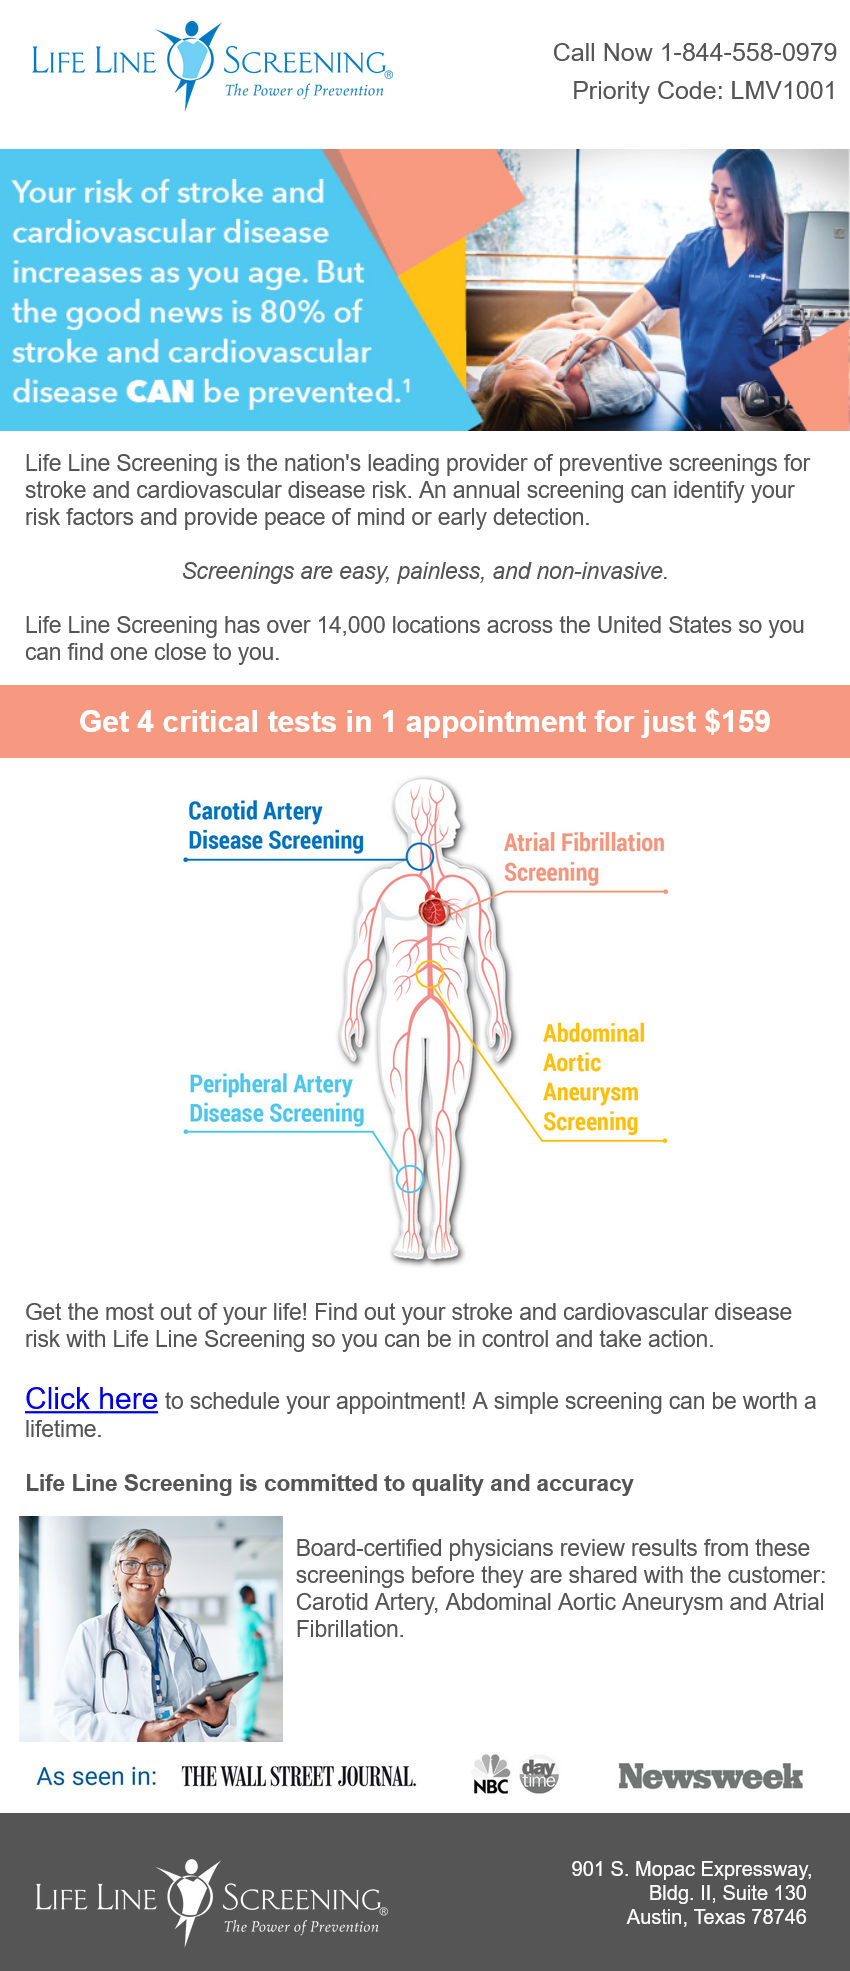 LIFE LINE SCREENING®
The Power of Prevention
Call Now 1-844-558-0979
Priority Code: LMV1001
Your risk of stroke and
cardiovascular disease
increases as you age. But
the good news is 80% of
stroke and cardiovascular
disease CAN be prevented.¹
Life Line Screening is the nation's leading provider of preventive screenings for
stroke and cardiovascular disease risk. An annual screening can identify your
risk factors and provide peace of mind or early detection.
Screenings are easy, painless, and non-invasive.
Life Line Screening has over 14,000 locations across the United States so you
can find one close to you.
Get 4 critical tests in 1 appointment for just $159
Carotid Artery
Disease Screening
Atrial Fibrillation
Screening
Abdominal
Aortic
Aneurysm
Screening
Peripheral Artery
Disease Screening
Get the most out of your life! Find out your stroke and cardiovascular disease
risk with Life Line Screening so you can be in control and take action.
Click here to schedule your appointment! A simple screening can be worth a
lifetime.
Life Line Screening is committed to quality and accuracy
Board-certified physicians review results from these
screenings before they are shared with the customer:
Carotid Artery, Abdominal Aortic Aneurysm and Atrial
Fibrillation.
As seen in: THE WALL STREET JOURNAL. NBC day time Newsweek
LIFE LINE SCREENING®
The Power of Prevention
901 S. Mopac Expressway,
Bldg. II, Suite 130
Austin, Texas 78746